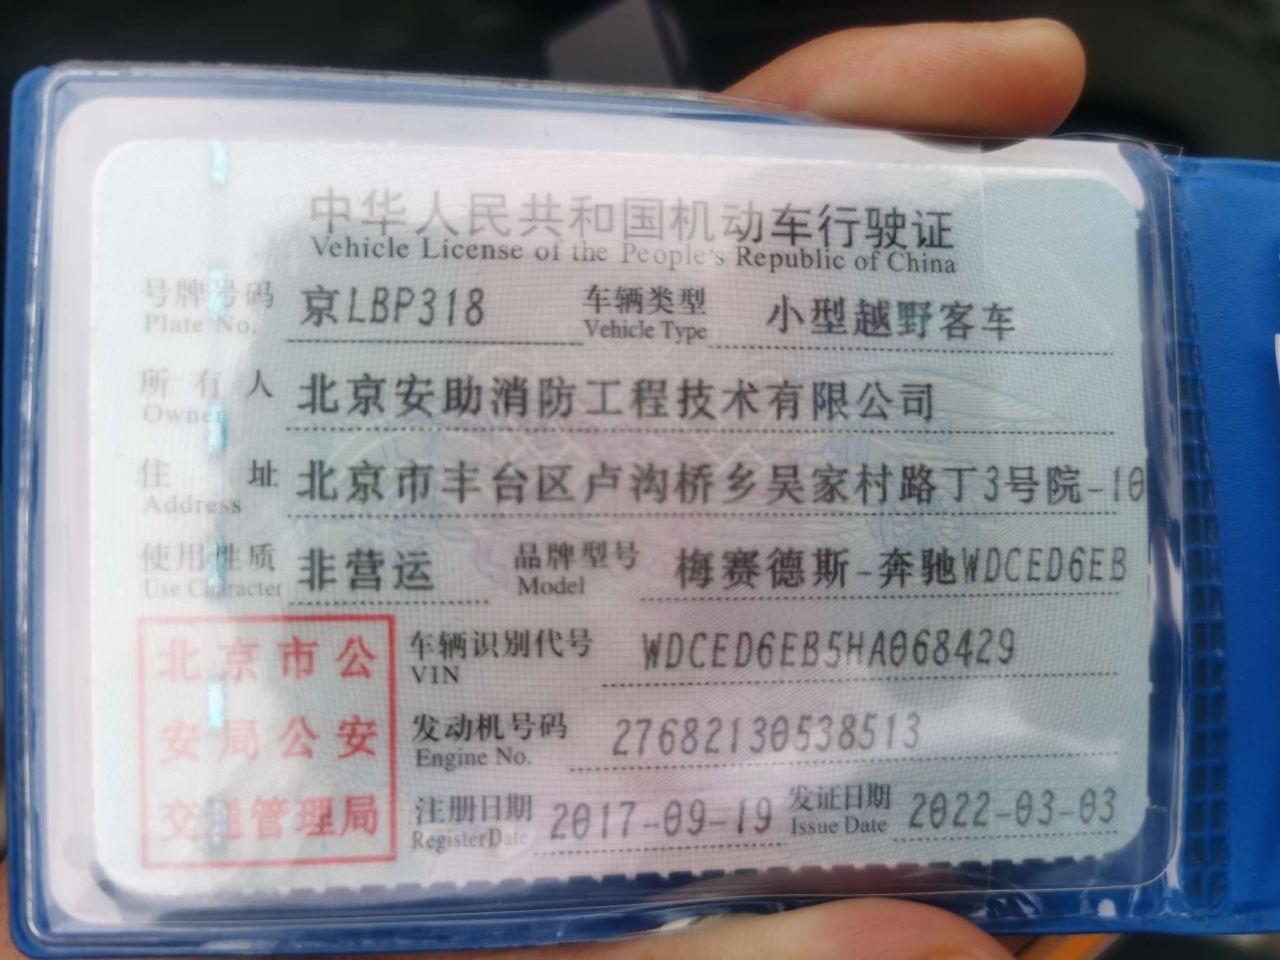 中华人民共和国机动车行驶证
Vehicle License of the People's Republic of China
号牌号码 京LBP318 车辆类型 小型越野客车
Plate No. Vehicle Type
所有人 北京安助消防工程技术有限公司
Owner
住址 北京市丰台区卢沟桥乡吴家村路丁3号院-10
Address
使用性质 非营运 品牌型号 梅赛德斯-奔驰WDCED6EB
Use Character Model
北京市公
安局公安
交通管理局
车辆识别代号 WDCED6EB5HA068429
VIN
发动机号码 27682130538513
Engine No.
注册日期 2017-09-19 发证日期 2022-03-03
Register Date Issue Date